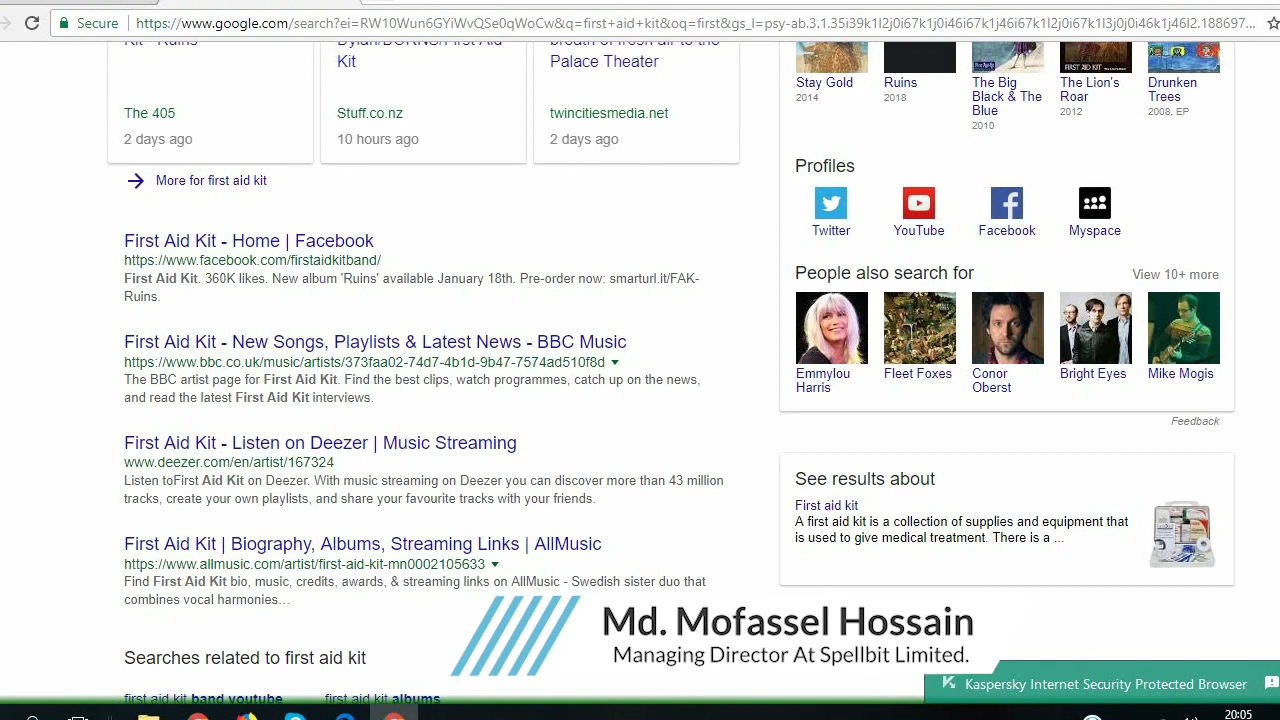 Secure https://www.google.com/search?ei=RW10Wun6GYiWvQSe0qWoCw&q=first+aid+kit&oq=first&gs_l=psy-ab.3.1.35i39k1l2j0i67k1j0i46i67k1j46i67k1l2j0i67k1l3j0j0i46k1j46l2.188697...
Kit - Ruins
Dylan/BORNS/First Aid
Kit
breath of fresh air to the
Palace Theater
The 405
Stuff.co.nz
twincitiesmedia.net
2 days ago
10 hours ago
2 days ago
More for first aid kit
First Aid Kit - Home | Facebook
https://www.facebook.com/firstaidkitband/
First Aid Kit. 360K likes. New album 'Ruins' available January 18th. Pre-order now: smarturl.it/FAK-
Ruins.
First Aid Kit - New Songs, Playlists & Latest News - BBC Music
https://www.bbc.co.uk/music/artists/373faa02-74d7-4b1d-9b47-7574ad510f8d
The BBC artist page for First Aid Kit. Find the best clips, watch programmes, catch up on the news,
and read the latest First Aid Kit interviews.
First Aid Kit - Listen on Deezer | Music Streaming
www.deezer.com/en/artist/167324
Listen toFirst Aid Kit on Deezer. With music streaming on Deezer you can discover more than 43 million
tracks, create your own playlists, and share your favourite tracks with your friends.
First Aid Kit | Biography, Albums, Streaming Links | AllMusic
https://www.allmusic.com/artist/first-aid-kit-mn0002105633
Find First Aid Kit bio, music, credits, awards, & streaming links on AllMusic - Swedish sister duo that
combines vocal harmonies…
Searches related to first aid kit
first aid kit band youtube
first aid kit albums
FIRST AID KIT
Stay Gold
2014
Ruins
2018
The Big
Black & The
Blue
2010
The Lion's
Roar
2012
Drunken
Trees
2008, EP
Profiles
Twitter
YouTube
Facebook
Myspace
People also search for
View 10+ more
Emmylou
Harris
Fleet Foxes
Conor
Oberst
Bright Eyes
Mike Mogis
Feedback
See results about
First aid kit
A first aid kit is a collection of supplies and equipment that
is used to give medical treatment. There is a ...
Md. Mofassel Hossain
Managing Director At Spellbit Limited.
Kaspersky Internet Security Protected Browser
20:05